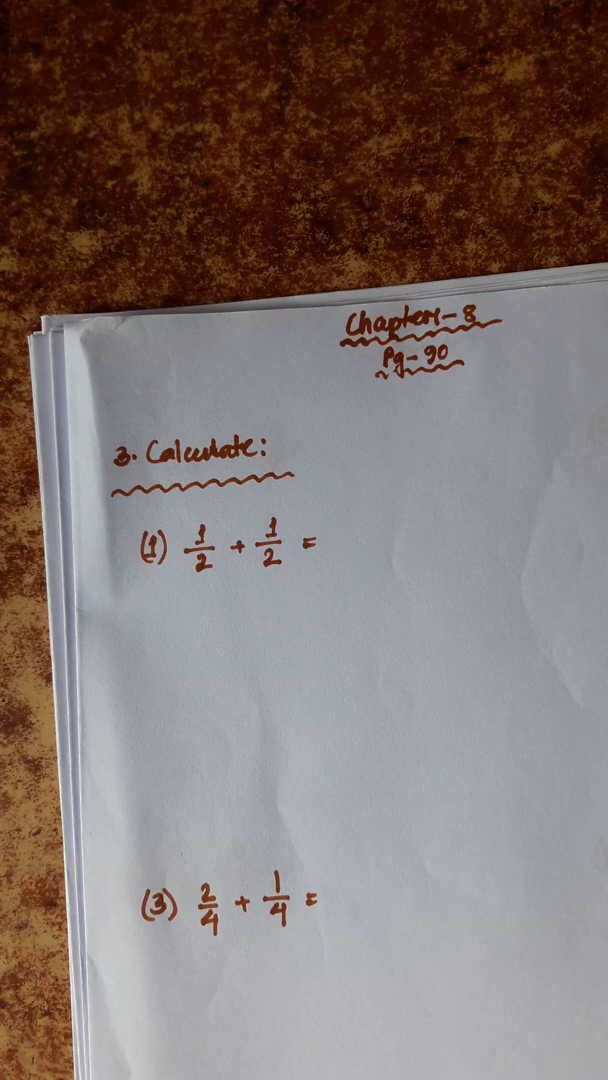 Chapter-8
Pg-90
3. Calculate:
(1) 1/2 + 1/2 =
(3) 2/4 + 1/4 =